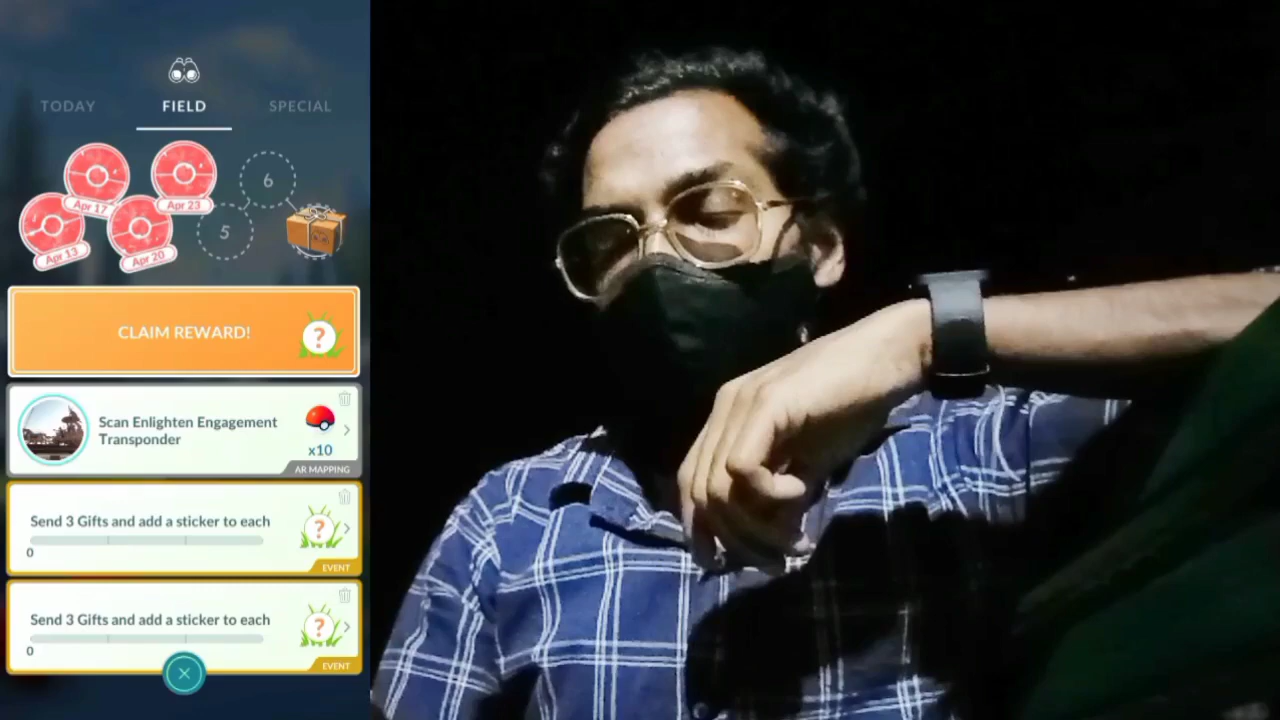 TODAY
FIELD
SPECIAL
6
5
Apr 17
Apr 23
Apr 13
Apr 20
CLAIM REWARD!
?
Scan Enlighten Engagement
Transponder
x10
AR MAPPING
Send 3 Gifts and add a sticker to each
?
0
EVENT
Send 3 Gifts and add a sticker to each
?
0
EVENT